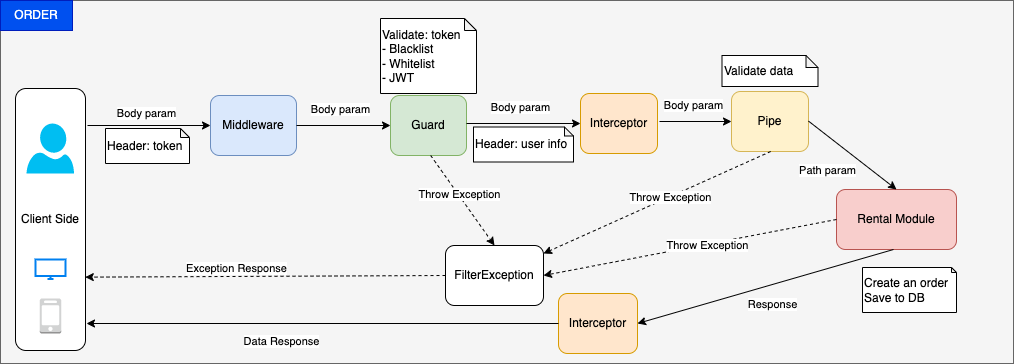 ORDER
Validate: token
- Blacklist
- Whitelist
- JWT
Validate data
Body param
Header: token
Middleware
Body param
Guard
Body param
Header: user info
Interceptor
Body param
Pipe
Path param
Throw Exception
Throw Exception
Client Side
Rental Module
Throw Exception
Exception Response
FilterException
Create an order
Save to DB
Response
Interceptor
Data Response